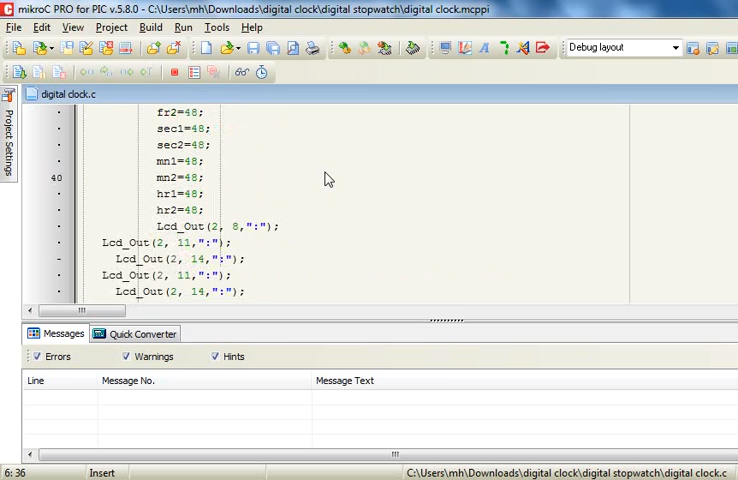 mikroC PRO for PIC v.5.8.0 - C:\Users\mh\Downloads\digital clock\digital stopwatch\digital clock.mcppi
File Edit View Project Build Run Tools Help
Debug layout
digital clock.c
Project Settings
fr2=48;
sec1=48;
sec2=48;
mn1=48;
40 mn2=48;
hr1=48;
hr2=48;
Lcd_Out(2, 8,":");
Lcd_Out(2, 11,":");
Lcd_Out(2, 14,":");
Lcd_Out(2, 11,":");
Lcd_Out(2, 14,":");
Messages Quick Converter
Errors Warnings Hints
Line Message No. Message Text
6: 36 Insert C:\Users\mh\Downloads\digital clock\digital stopwatch\digital clock.c